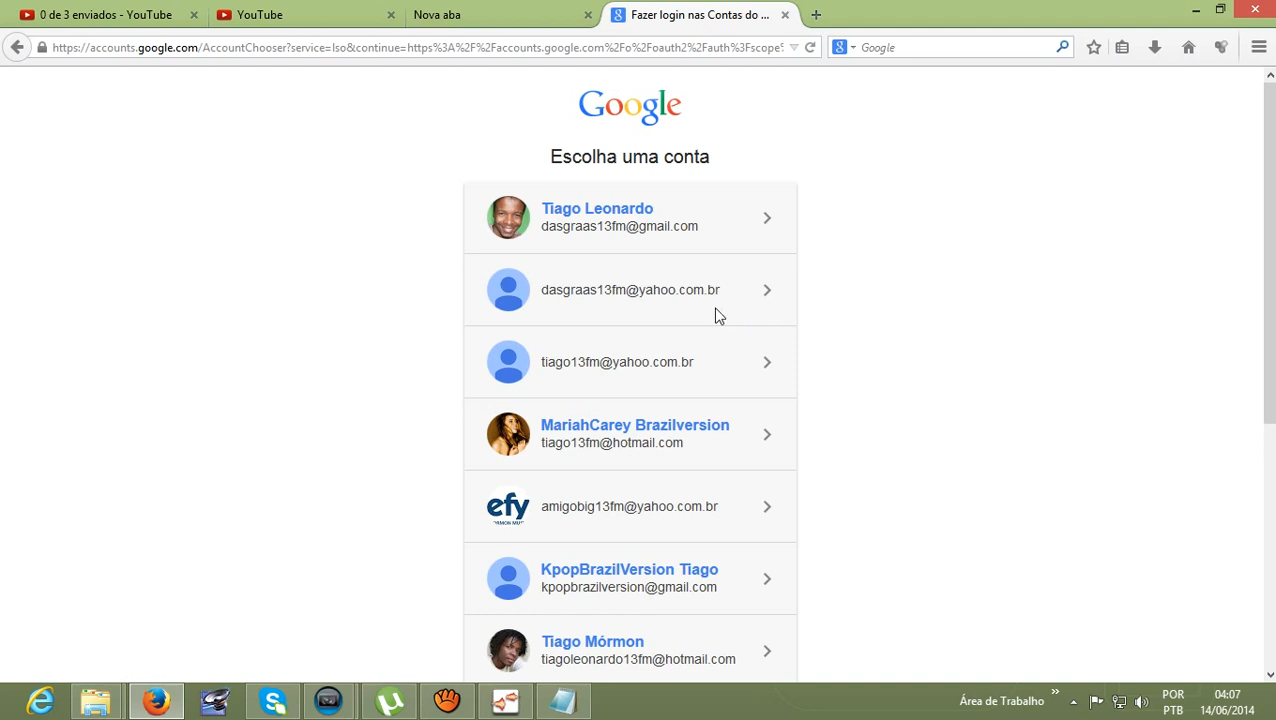 0 de 3 enviados - YouTube
YouTube
Nova aba
Fazer login nas Contas do ...
https://accounts.google.com/AccountChooser?service=lso&continue=https%3A%2F%2Faccounts.google.com%2Fo%2Foauth2%2Fauth%3Fscope%
Google
Google
Escolha uma conta
Tiago Leonardo
dasgraas13fm@gmail.com
dasgraas13fm@yahoo.com.br
tiago13fm@yahoo.com.br
MariahCarey Brazilversion
tiago13fm@hotmail.com
efy
amigobig13fm@yahoo.com.br
KpopBrazilVersion Tiago
kpopbrazilversion@gmail.com
Tiago Mórmon
tiagoleonardo13fm@hotmail.com
Área de Trabalho
POR
PTB
04:07
14/06/2014